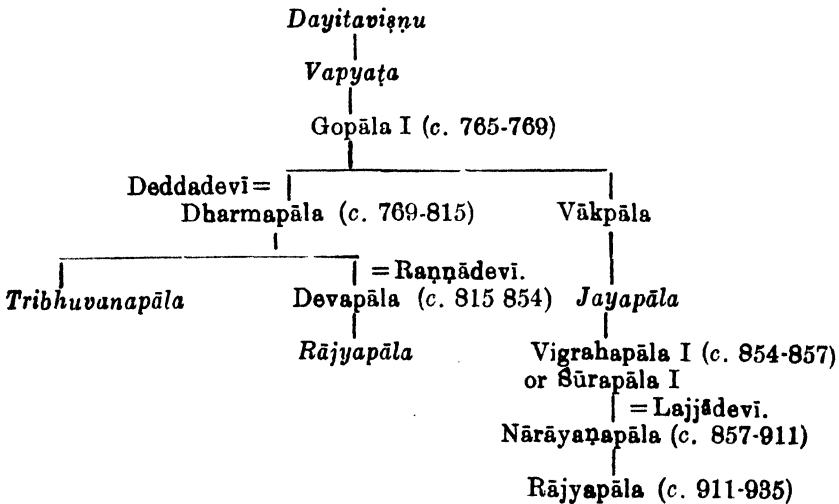 Dayitaviṣṇu
Vapyaṭa
Gopāla I (c. 765-769)
Deddadevī=
Dharmapāla (c. 769-815) Vākpāla
=Raṇṇādevī.
Tribhuvanapāla Devapāla (c. 815 854) Jayapāla
Rājyapāla Vigrahapāla I (c. 854-857)
or Sūrapāla I
=Lajjādevī.
Nārāyaṇapāla (c. 857-911)
Rājyapāla (c. 911-935)